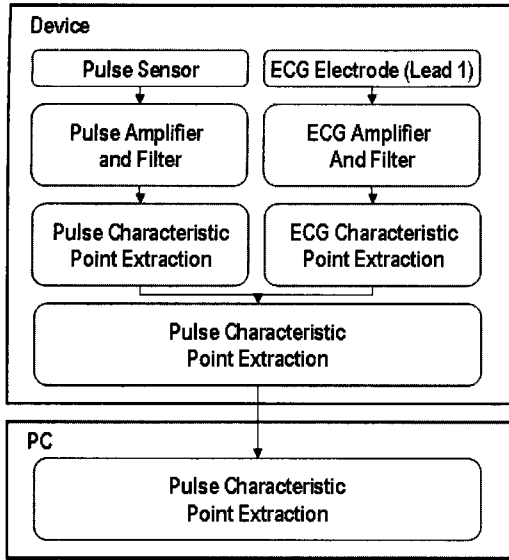 Device
Pulse Sensor
ECG Electrode (Lead 1)
Pulse Amplifier
and Filter
ECG Amplifier
And Filter
Pulse Characteristic
Point Extraction
ECG Characteristic
Point Extraction
Pulse Characteristic
Point Extraction
PC
Pulse Characteristic
Point Extraction